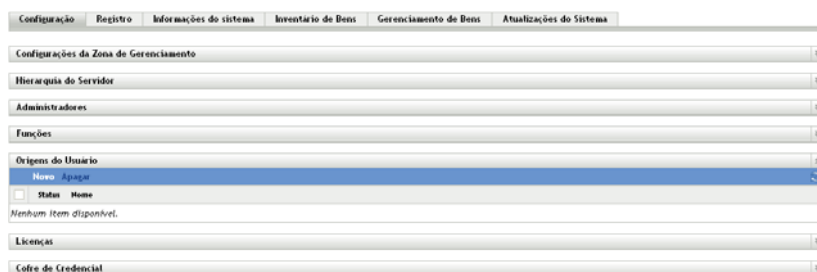 Configuração Registro Informações do sistema Inventário de Bens Gerenciamento de Bens Atualizações do Sistema
Configurações da Zona de Gerenciamento
Hierarquia do Servidor
Administradores
Funções
Origens do Usuário
Novo Apagar
Status Nome
Nenhum item disponível.
Licenças
Cofre de Credencial